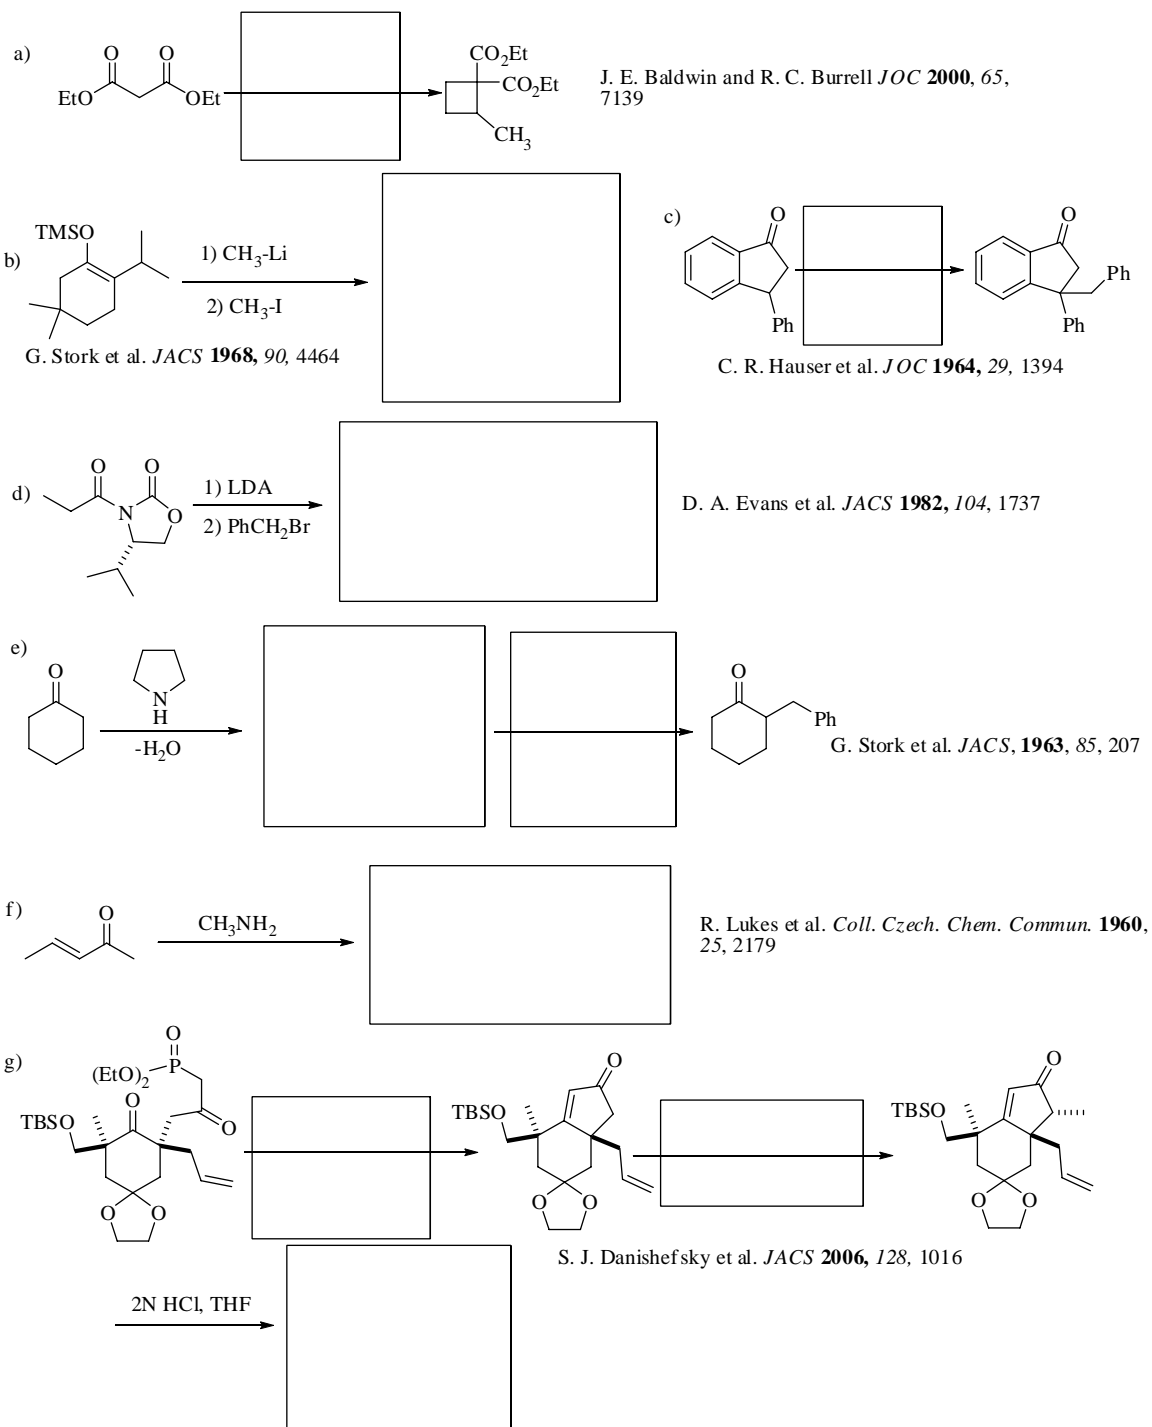 a)
O O
EtO OEt
CO₂Et
CO₂Et
CH₃
J. E. Baldwin and R. C. Burrell JOC 2000, 65,
7139
b)
TMSO
1) CH₃-Li
2) CH₃-I
G. Stork et al. JACS 1968, 90, 4464
c)
O
Ph
O
Ph
Ph
C. R. Hauser et al. JOC 1964, 29, 1394
d)
O O
N O
1) LDA
2) PhCH₂Br
D. A. Evans et al. JACS 1982, 104, 1737
e)
O
N
H
-H₂O
O
Ph
G. Stork et al. JACS, 1963, 85, 207
f)
O
CH₃NH₂
R. Lukes et al. Coll. Czech. Chem. Commun. 1960,
25, 2179
g)
O
(EtO)₂ P
TBSO O O
O O
O
TBSO
O O
O
TBSO
O O
S. J. Danishefsky et al. JACS 2006, 128, 1016
2N HCl, THF